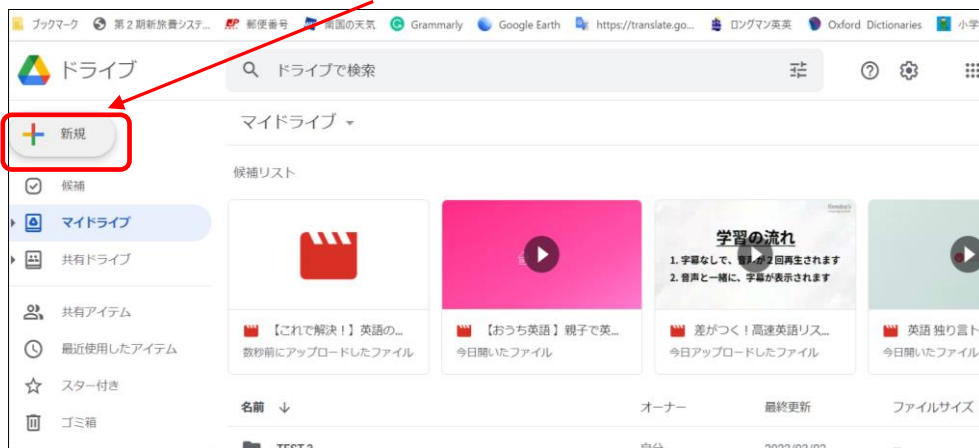 ブックマーク 第２期新旅費システ... 郵便番号 南国の天気 Grammarly Google Earth https://translate.go... ロングマン英英 Oxford Dictionaries 小学
ドライブ ドライブで検索
新規 マイドライブ
候補リスト
候補
マイドライブ
共有ドライブ
共有アイテム
最近使用したアイテム
スター付き
ゴミ箱
学習の流れ
1. 字幕なしで、音声が2回再生されます
2. 音声と一緒に、字幕が表示されます
【これで解決！】英語の...
数秒前にアップロードしたファイル
【おうち英語】親子で英...
今日開いたファイル
差がつく！高速英語リス...
今日アップロードしたファイル
英語 独り言ト
今日開いたファイル
名前 オーナー 最終更新 ファイルサイズ
TEST 2 自分 2022/03/02